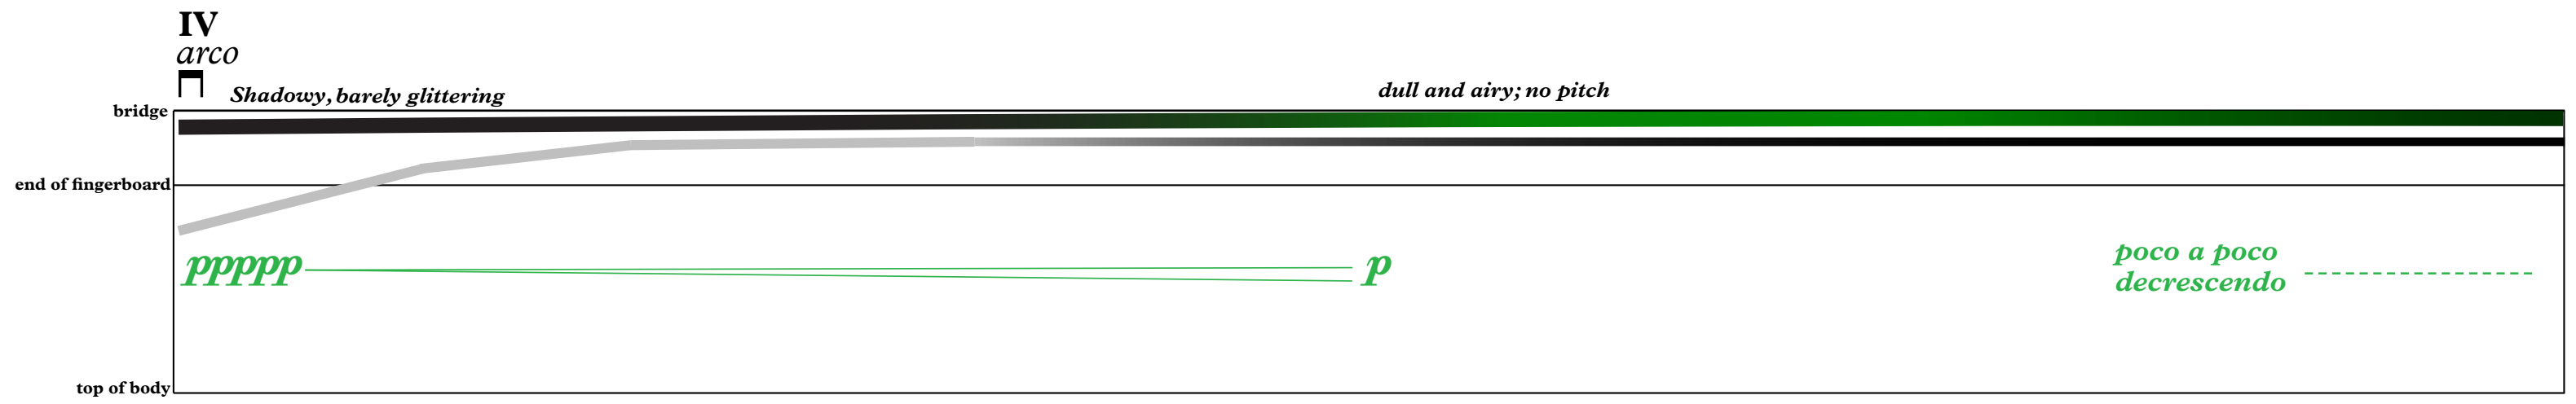 IV
arco
Shadowy, barely glittering
dull and airy; no pitch
bridge
end of fingerboard
ppppp
p
poco a poco
decrescendo
top of body